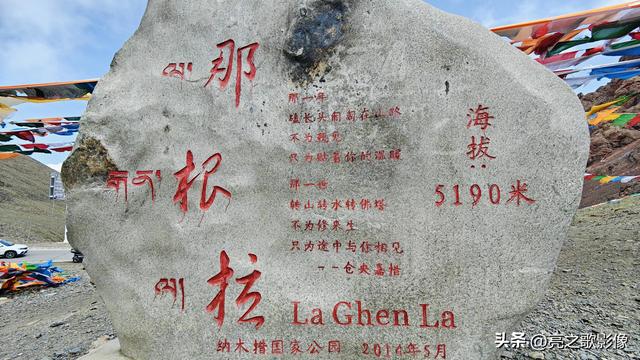 那
根
拉
那一年
磕长头匍匐在山路
不为觐见
只为贴着你的温暖
那一世
转山转水转佛塔
不为修来生
只为途中与你相见
--仓央嘉措
海拔
5190米
La Ghen La
纳木措国家公园 2014年5月
头条 @亮之歌影像